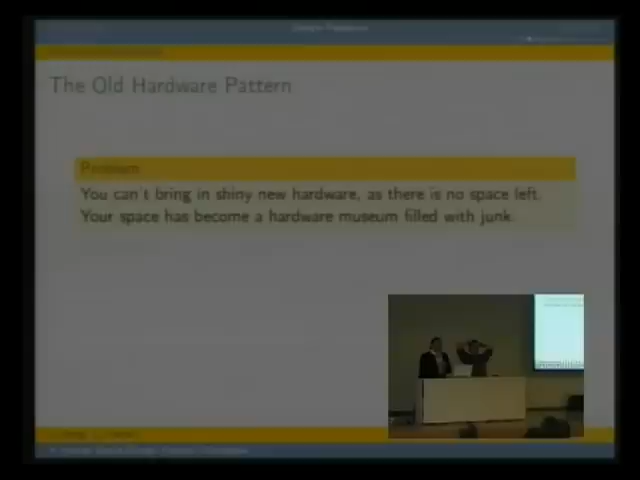 The Old Hardware Pattern
Problem
You can't bring in shiny new hardware, as there is no space left.
Your space has become a hardware museum filled with junk.